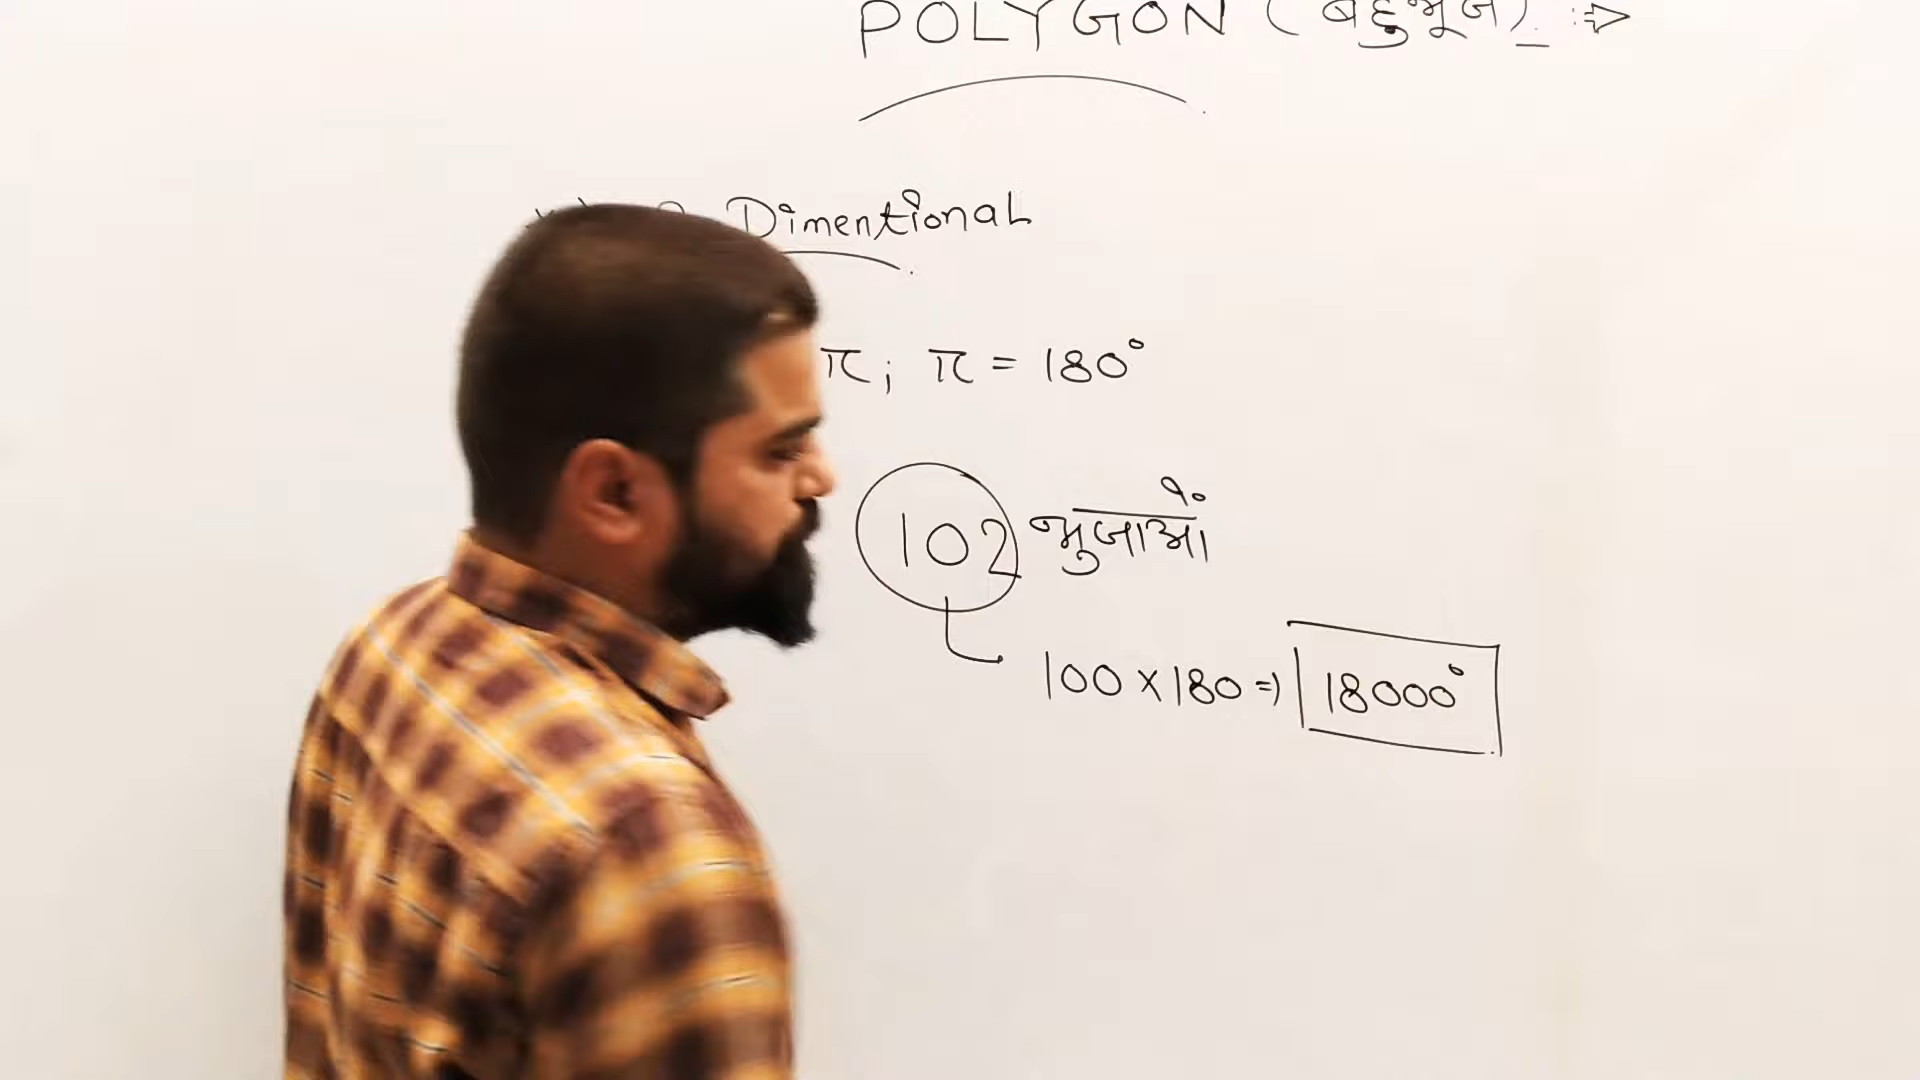 POLYGON (बहुभुज) :⇒
Dimentional
π ; π = 180°
102 भुजाओं
100 × 180 ⇒ 18000°